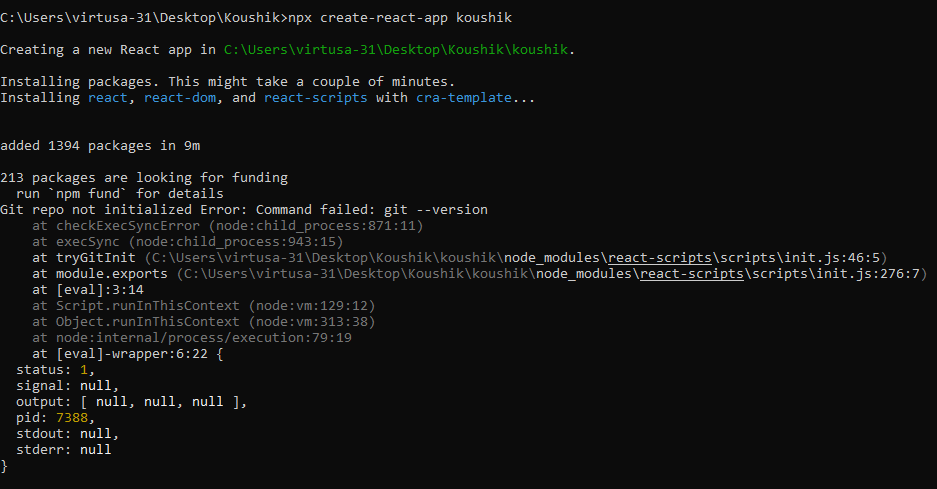 C:\Users\virtusa-31\Desktop\Koushik>npx create-react-app koushik
Creating a new React app in C:\Users\virtusa-31\Desktop\Koushik\koushik.
Installing packages. This might take a couple of minutes.
Installing react, react-dom, and react-scripts with cra-template...
added 1394 packages in 9m
213 packages are looking for funding
  run `npm fund` for details
Git repo not initialized Error: Command failed: git --version
    at checkExecSyncError (node:child_process:871:11)
    at execSync (node:child_process:943:15)
    at tryGitInit (C:\Users\virtusa-31\Desktop\Koushik\koushik\node_modules\react-scripts\scripts\init.js:46:5)
    at module.exports (C:\Users\virtusa-31\Desktop\Koushik\koushik\node_modules\react-scripts\scripts\init.js:276:7)
    at [eval]:3:14
    at Script.runInThisContext (node:vm:129:12)
    at Object.runInThisContext (node:vm:313:38)
    at node:internal/process/execution:79:19
    at [eval]-wrapper:6:22 {
  status: 1,
  signal: null,
  output: [ null, null, null ],
  pid: 7388,
  stdout: null,
  stderr: null
}